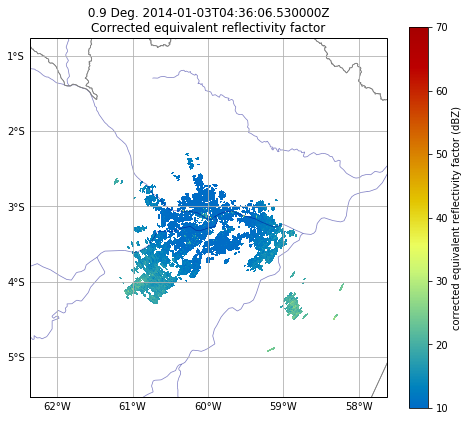 0.9 Deg. 2014-01-03T04:36:06.530000Z
Corrected equivalent reflectivity factor
1°S
2°S
3°S
4°S
5°S
62°W 61°W 60°W 59°W 58°W
70
60
50
40
30
20
10
corrected equivalent reflectivity factor (dBZ)